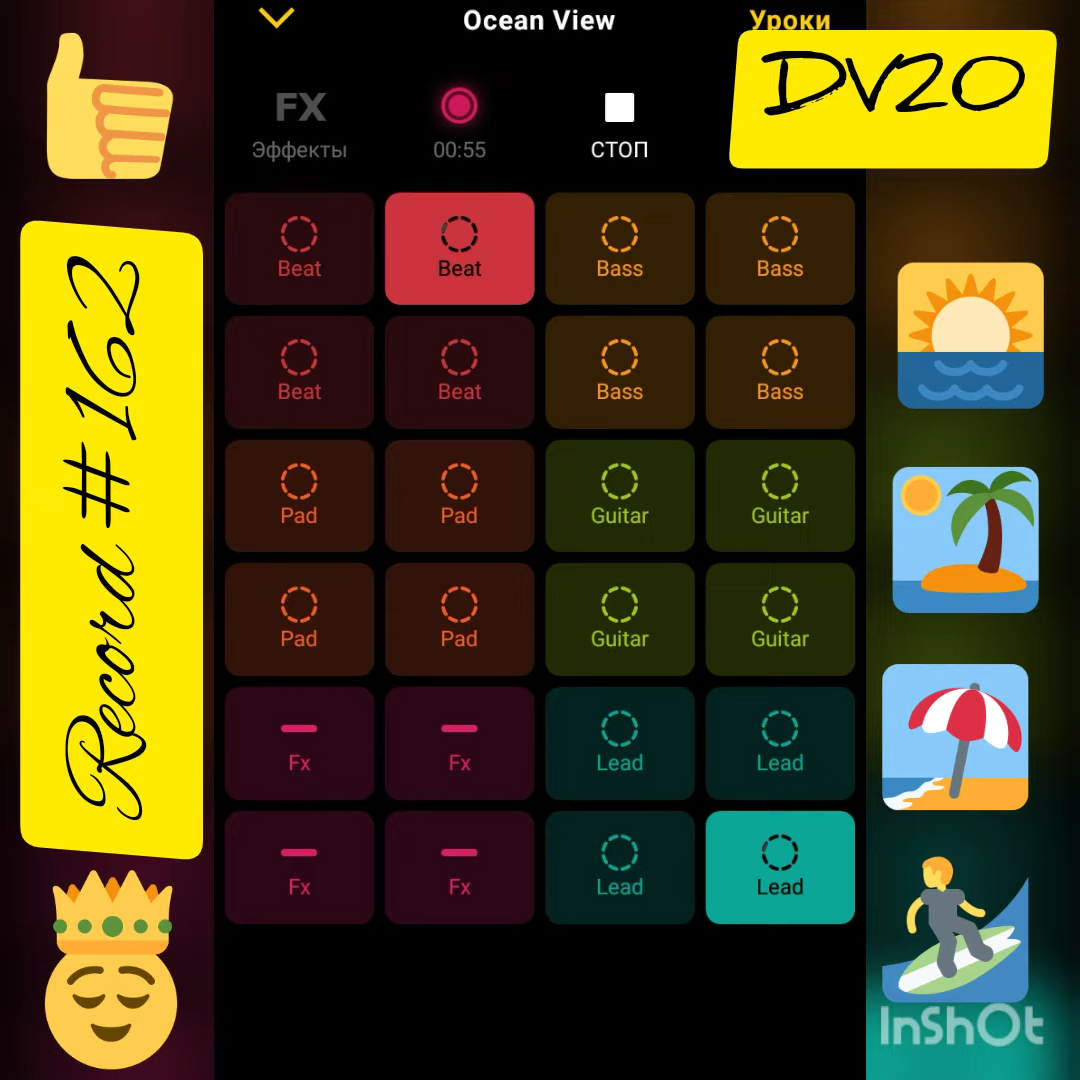 Ocean View
Уроки
DV20
FX
Эффекты
00:55
СТОП
Record # 162
Beat
Beat
Bass
Bass
Beat
Beat
Bass
Bass
Pad
Pad
Guitar
Guitar
Pad
Pad
Guitar
Guitar
Fx
Fx
Lead
Lead
Fx
Fx
Lead
Lead
InShOt